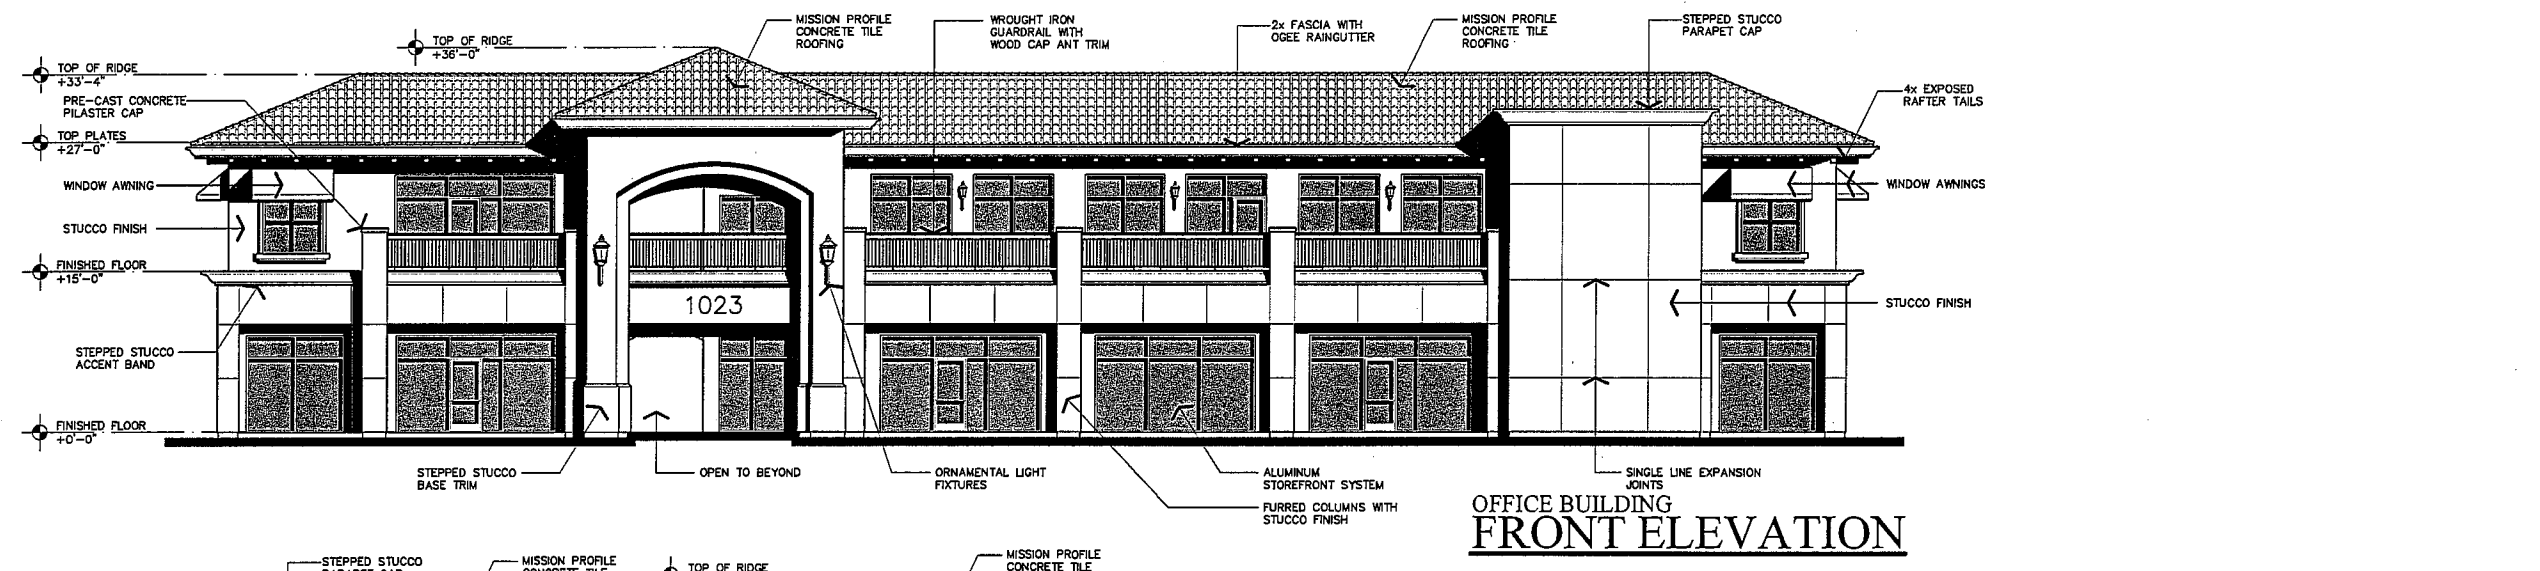 TOP OF RIDGE
+36'-0"
MISSION PROFILE
CONCRETE TILE
ROOFING
WROUGHT IRON
GUARDRAIL WITH
WOOD CAP ANT TRIM
2x FASCIA WITH
OGEE RAINGUTTER
MISSION PROFILE
CONCRETE TILE
ROOFING
STEPPED STUCCO
PARAPET CAP
TOP OF RIDGE
+33'-4"
PRE-CAST CONCRETE
PILASTER CAP
TOP PLATES
+27'-0"
WINDOW AWNING
STUCCO FINISH
FINISHED FLOOR
+15'-0"
STEPPED STUCCO
ACCENT BAND
FINISHED FLOOR
+0'-0"
1023
4x EXPOSED
RAFTER TAILS
WINDOW AWNINGS
STUCCO FINISH
STEPPED STUCCO
BASE TRIM
OPEN TO BEYOND
ORNAMENTAL LIGHT
FIXTURES
ALUMINUM
STOREFRONT SYSTEM
FURRED COLUMNS WITH
STUCCO FINISH
SINGLE LINE EXPANSION
JOINTS
OFFICE BUILDING
FRONT ELEVATION
STEPPED STUCCO
PARAPET CAP
MISSION PROFILE
CONCRETE TILE
TOP OF RIDGE
MISSION PROFILE
CONCRETE TILE